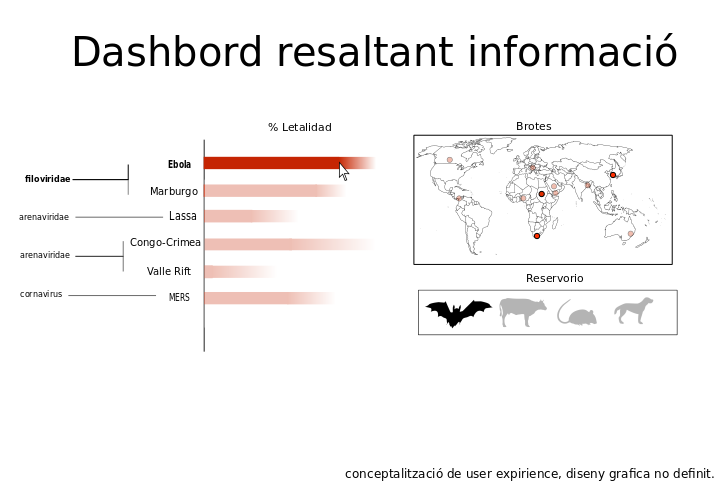 Dashbord resaltant informació
% Letalidad
Brotes
Ebola
filoviridae
Marburgo
arenaviridae
Lassa
Congo-Crimea
arenaviridae
Valle Rift
cornavirus
MERS
Reservorio
conceptalització de user expirience, diseny grafica no definit.